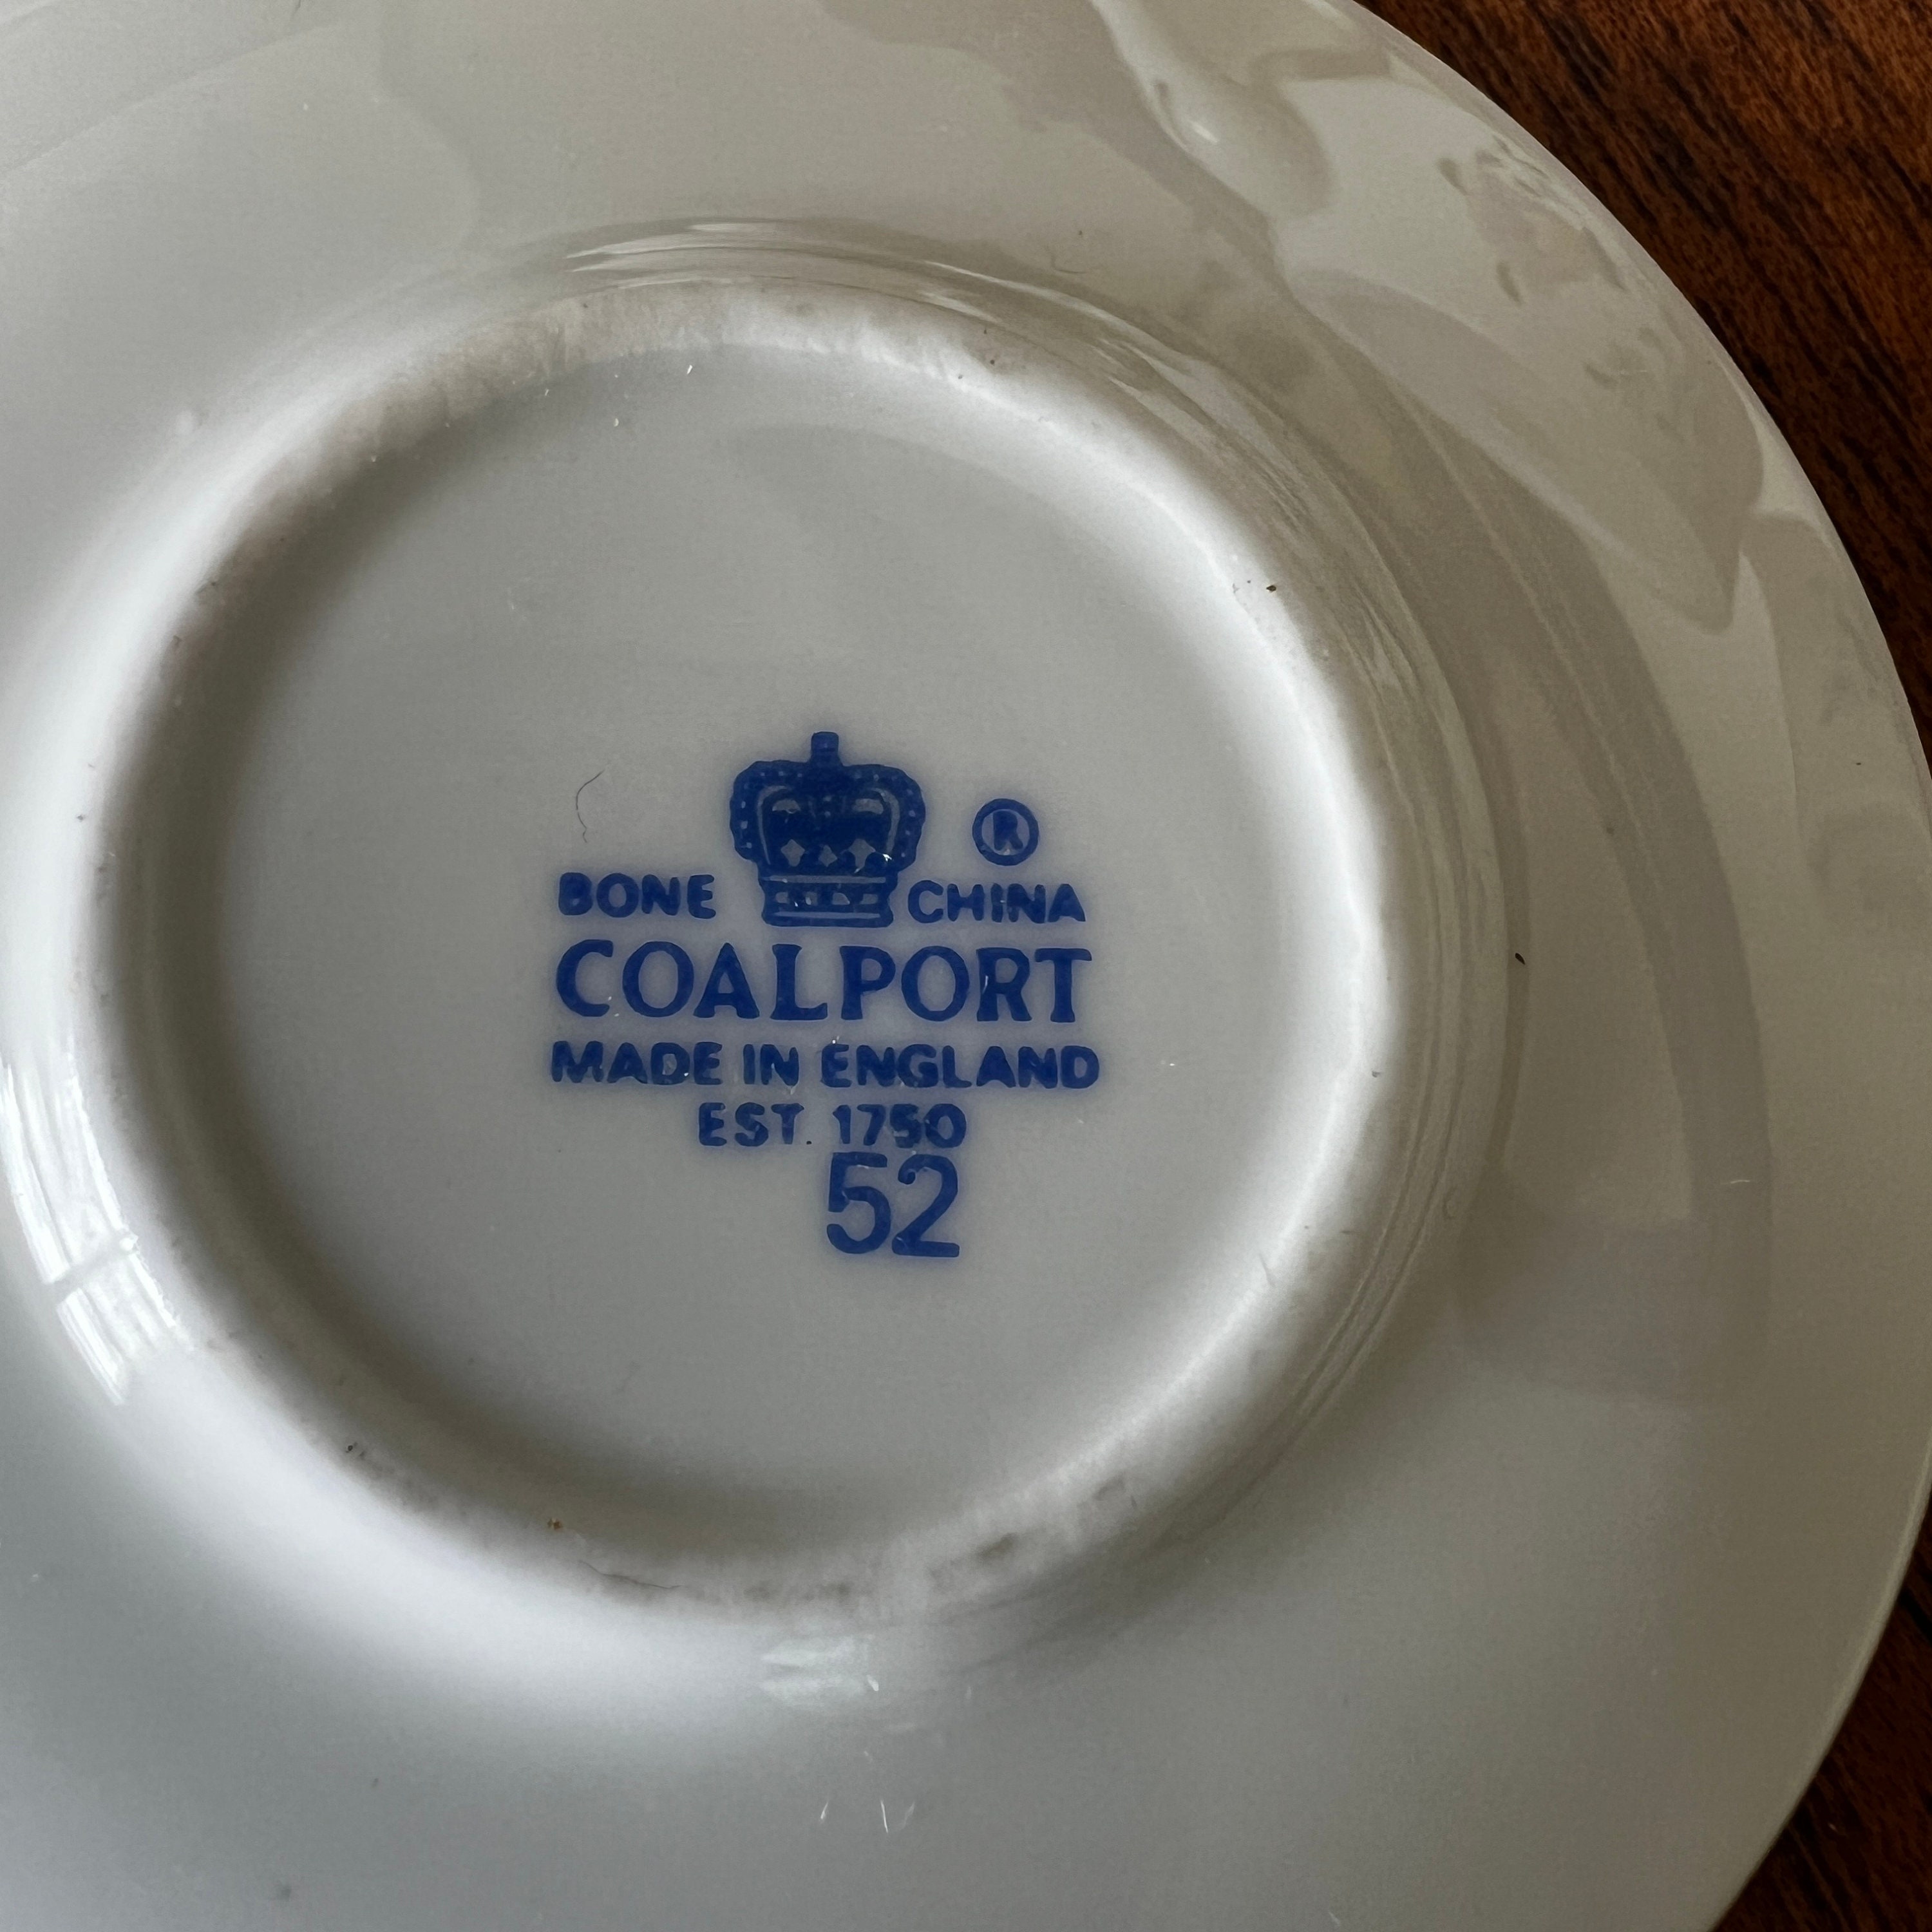 ®
BONE CHINA
COALPORT
MADE IN ENGLAND
EST. 1750
52